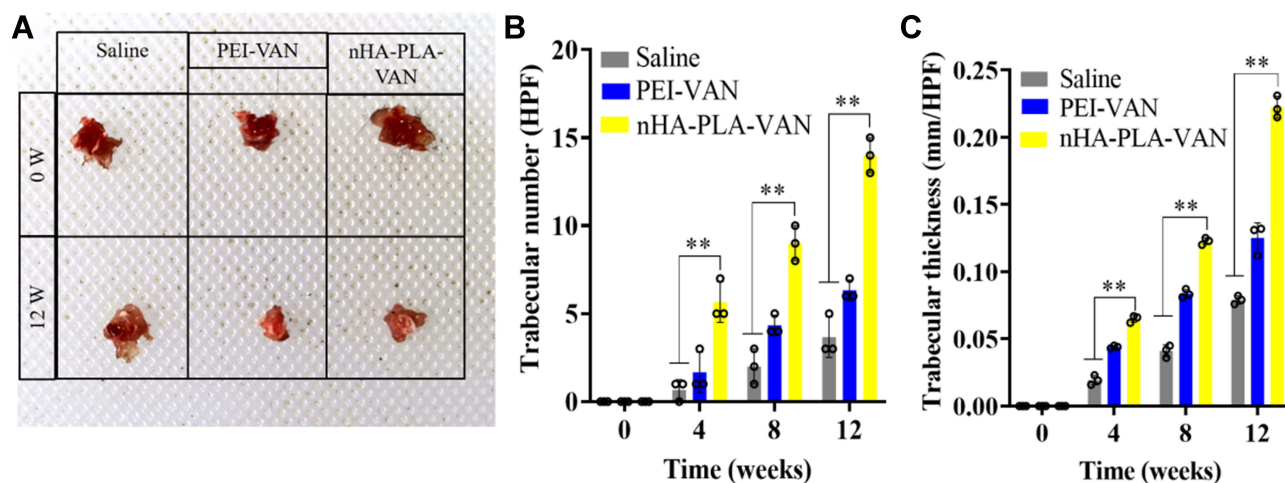 A
Saline
PEI-VAN
nHA-PLA-
VAN
0 W
12 W
B
Trabecular number (HPF)
20
15
10
5
0
Saline
PEI-VAN
nHA-PLA-VAN
**
**
**
0 4 8 12
Time (weeks)
C
Trabecular thickness (mm/HPF)
0.25
0.20
0.15
0.10
0.05
0.00
Saline
PEI-VAN
nHA-PLA-VAN
**
**
**
0 4 8 12
Time (weeks)